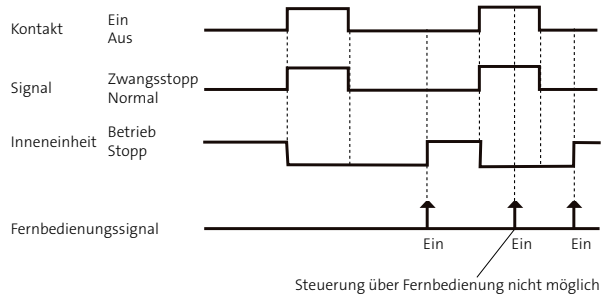 Kontakt
Ein
Aus
Signal
Zwangsstopp
Normal
Inneneinheit
Betrieb
Stopp
Fernbedienungssignal
Ein
Ein
Ein
Steuerung über Fernbedienung nicht möglich